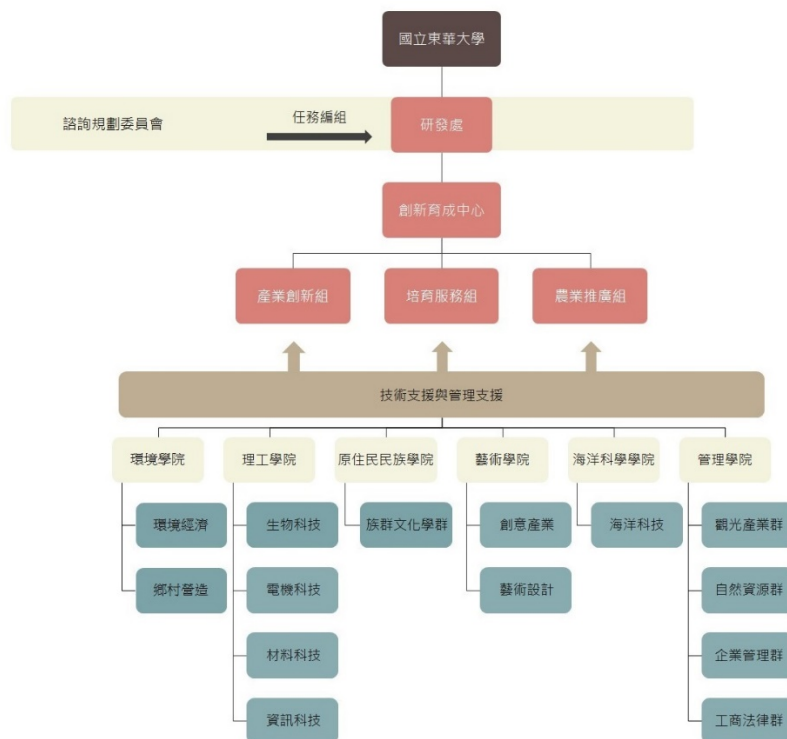 國立東華大學
諮詢規劃委員會
任務編組
研發處
創新育成中心
產業創新組
培育服務組
農業推廣組
技術支援與管理支援
環境學院
理工學院
原住民民族學院
藝術學院
海洋科學學院
管理學院
環境經濟
生物科技
族群文化學群
創意產業
海洋科技
觀光產業群
鄉村營造
電機科技
藝術設計
自然資源群
材料科技
企業管理群
資訊科技
工商法律群